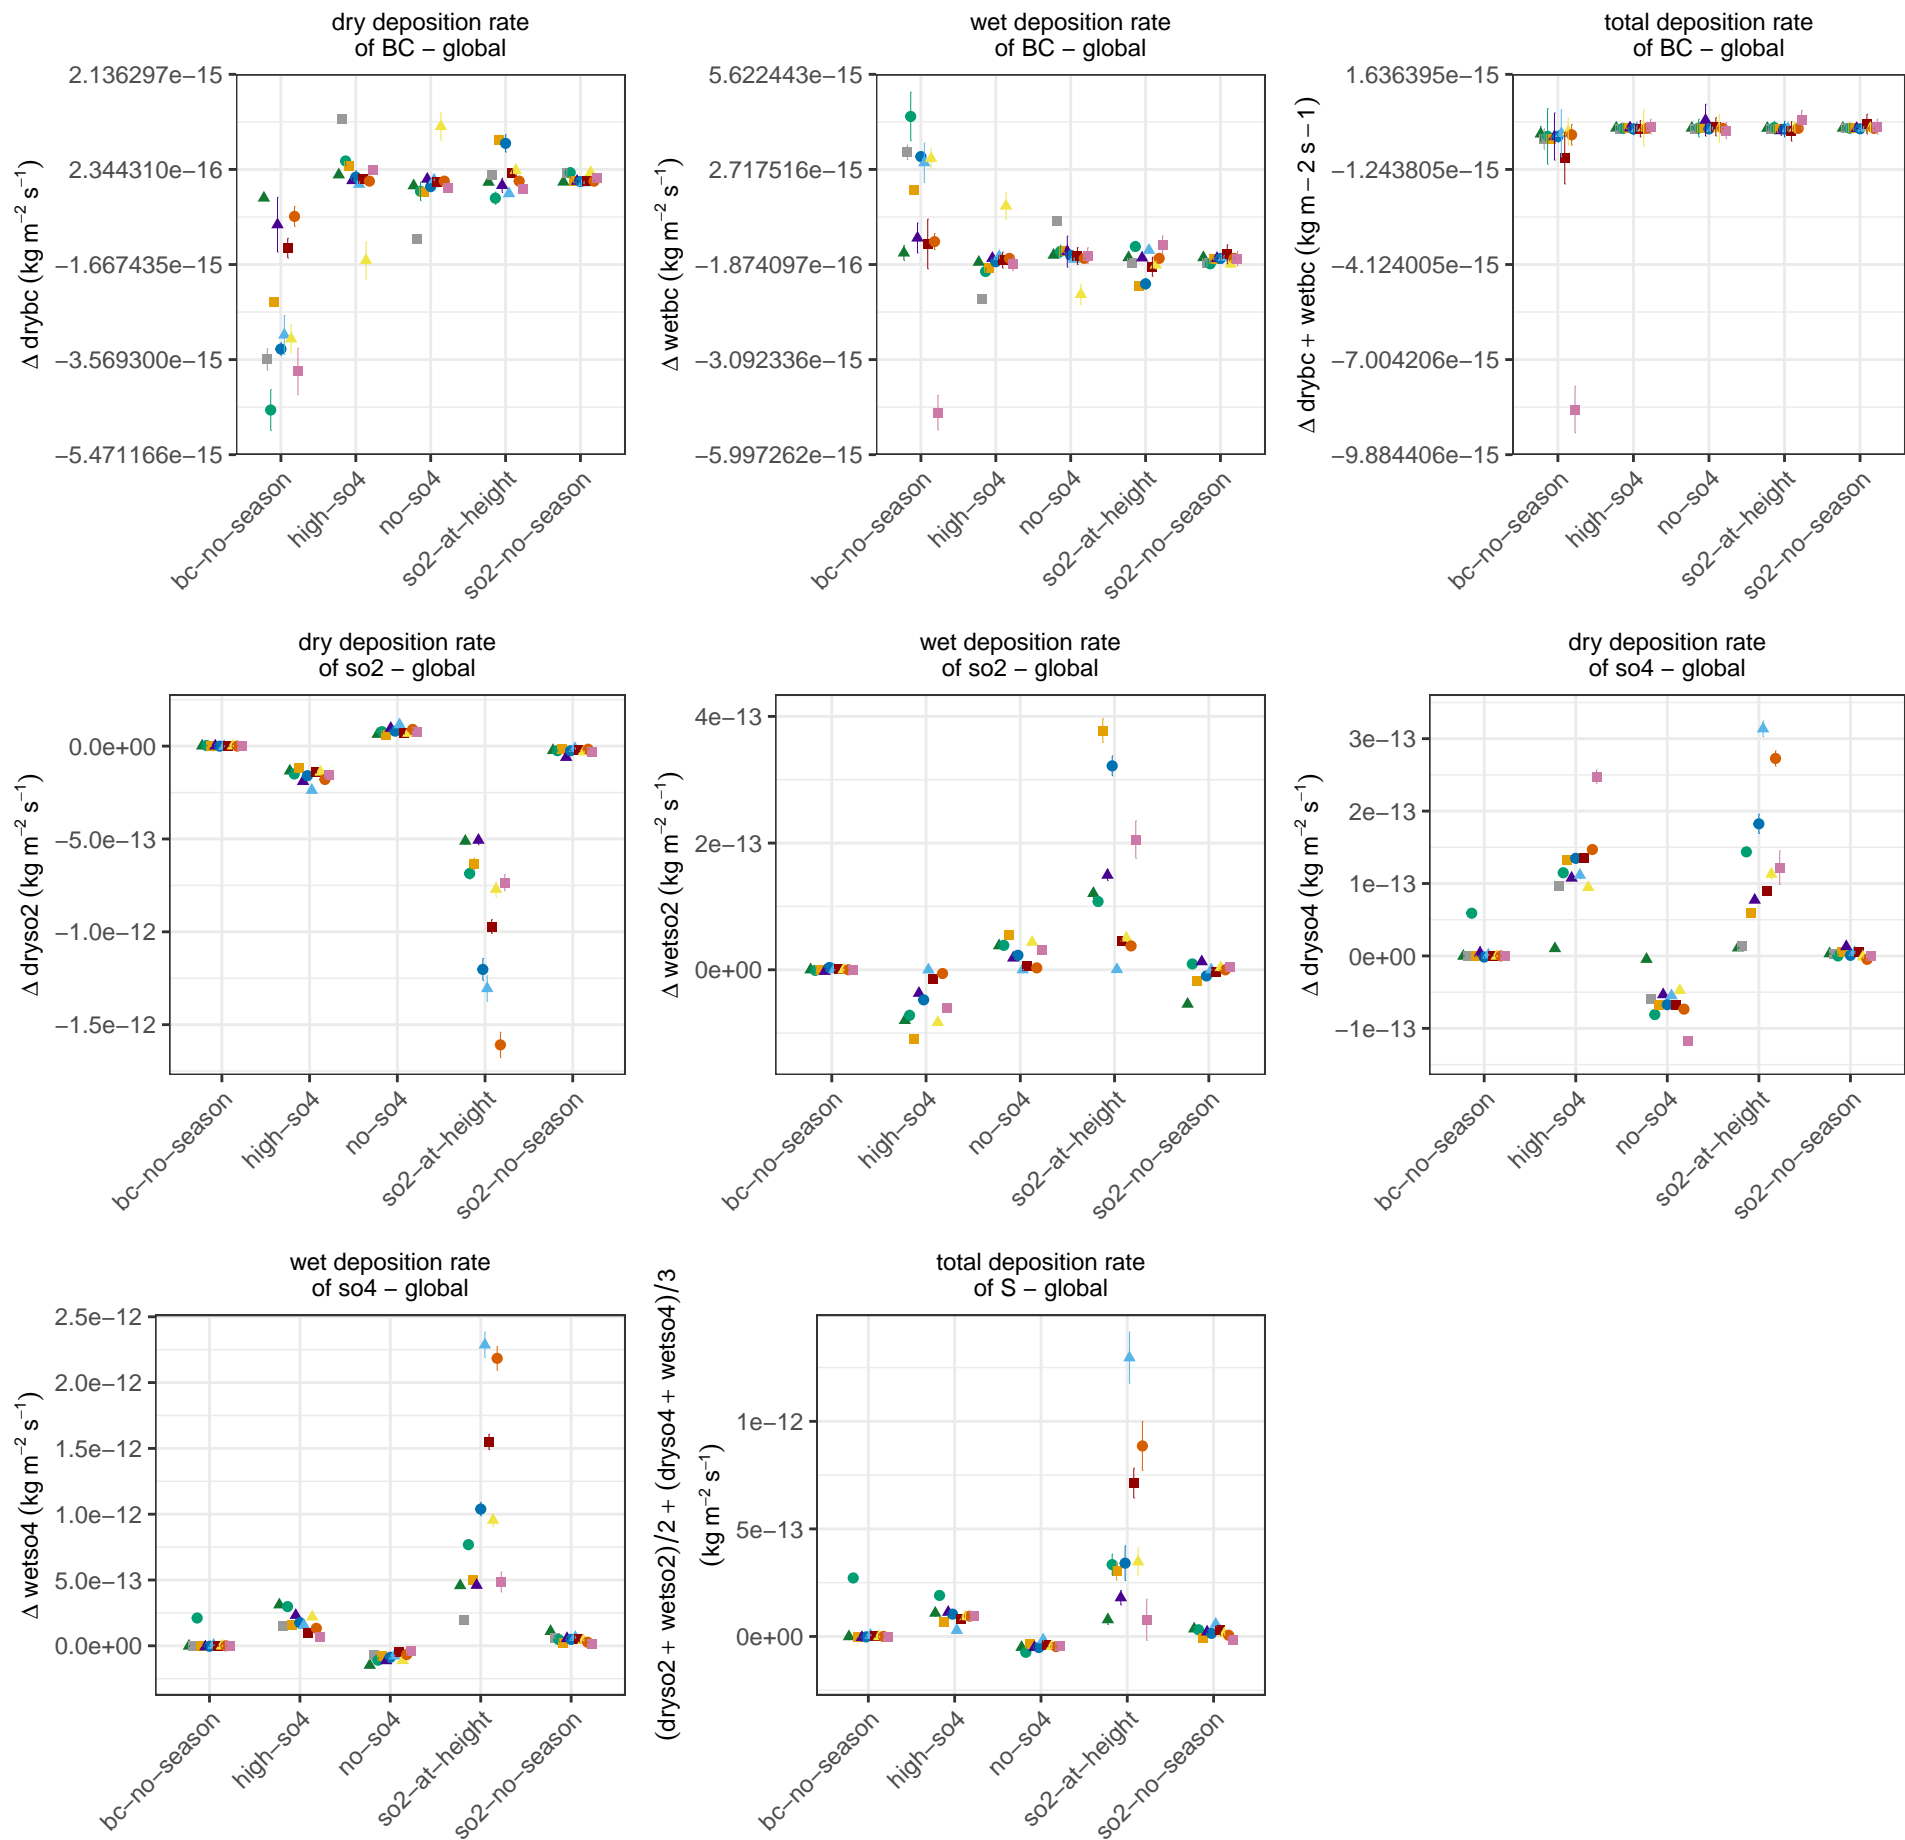 dry deposition rate
of BC − global
Δ drybc (kg m−2 s−1)
2.136297e−15
2.344310e−16
−1.667435e−15
−3.569300e−15
−5.471166e−15
bc−no−season
high−so4
no−so4
so2−at−height
so2−no−season
wet deposition rate
of BC − global
Δ wetbc (kg m−2 s−1)
5.622443e−15
2.717516e−15
−1.874097e−16
−3.092336e−15
−5.997262e−15
bc−no−season
high−so4
no−so4
so2−at−height
so2−no−season
total deposition rate
of BC − global
Δ drybc + wetbc (kg m − 2 s − 1)
1.636395e−15
−1.243805e−15
−4.124005e−15
−7.004206e−15
−9.884406e−15
bc−no−season
high−so4
no−so4
so2−at−height
so2−no−season
dry deposition rate
of so2 − global
Δ dryso2 (kg m−2 s−1)
0.0e+00
−5.0e−13
−1.0e−12
−1.5e−12
bc−no−season
high−so4
no−so4
so2−at−height
so2−no−season
wet deposition rate
of so2 − global
Δ wetso2 (kg m−2 s−1)
4e−13
2e−13
0e+00
bc−no−season
high−so4
no−so4
so2−at−height
so2−no−season
dry deposition rate
of so4 − global
Δ dryso4 (kg m−2 s−1)
3e−13
2e−13
1e−13
0e+00
−1e−13
bc−no−season
high−so4
no−so4
so2−at−height
so2−no−season
wet deposition rate
of so4 − global
Δ wetso4 (kg m−2 s−1)
2.5e−12
2.0e−12
1.5e−12
1.0e−12
5.0e−13
0.0e+00
bc−no−season
high−so4
no−so4
so2−at−height
so2−no−season
total deposition rate
of S − global
(dryso2 + wetso2)/2 + (dryso4 + wetso4)/3
(kg m−2 s−1)
1e−12
5e−13
0e+00
bc−no−season
high−so4
no−so4
so2−at−height
so2−no−season